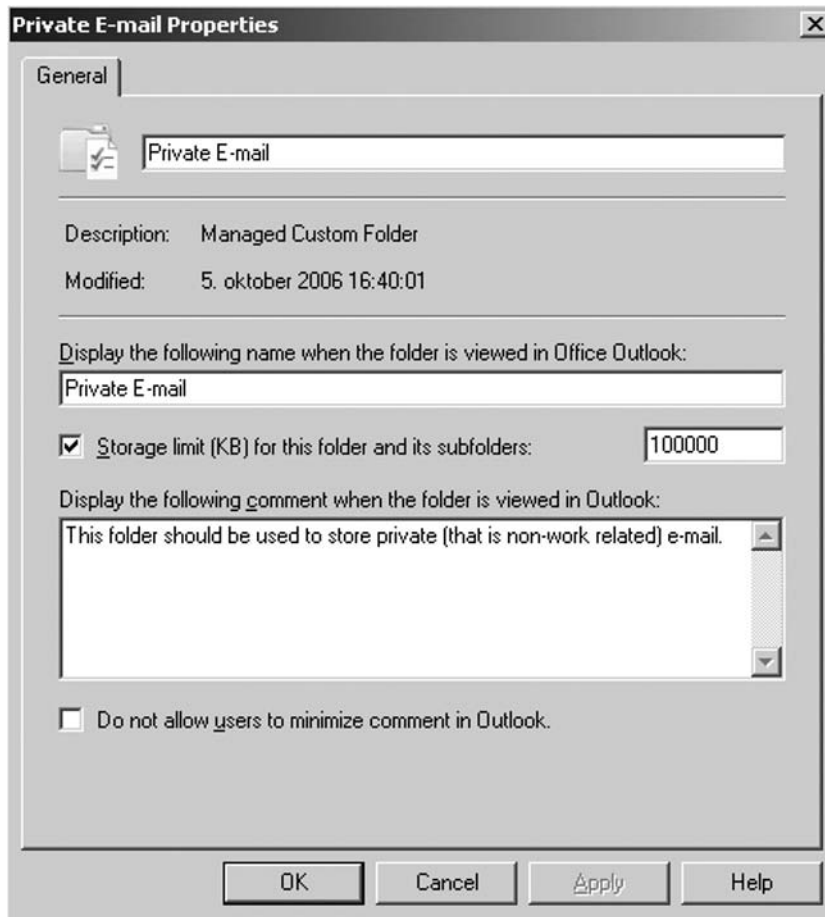 Private E-mail Properties
General
Private E-mail
Description: Managed Custom Folder
Modified: 5. oktober 2006 16:40:01
Display the following name when the folder is viewed in Office Outlook:
Private E-mail
Storage limit (KB) for this folder and its subfolders: 100000
Display the following comment when the folder is viewed in Outlook:
This folder should be used to store private (that is non-work related) e-mail.
Do not allow users to minimize comment in Outlook.
OK Cancel Apply Help